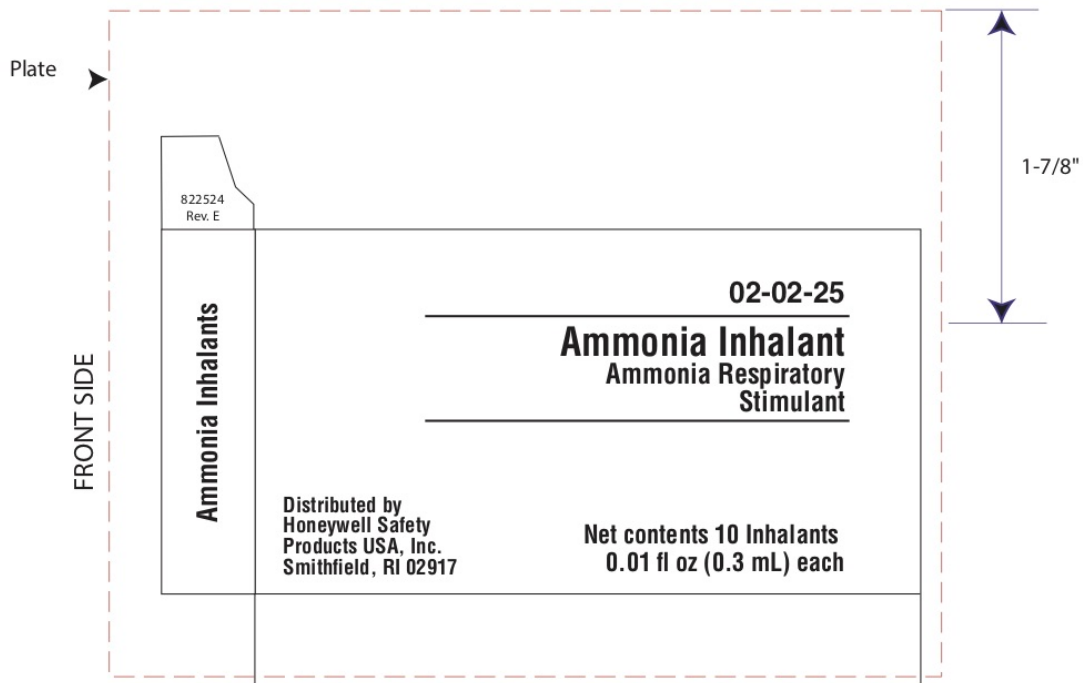 Plate
1-7/8"
822524
Rev. E
FRONT SIDE
Ammonia Inhalants
02-02-25
Ammonia Inhalant
Ammonia Respiratory
Stimulant
Distributed by
Honeywell Safety
Products USA, Inc.
Smithfield, RI 02917
Net contents 10 Inhalants
0.01 fl oz (0.3 mL) each